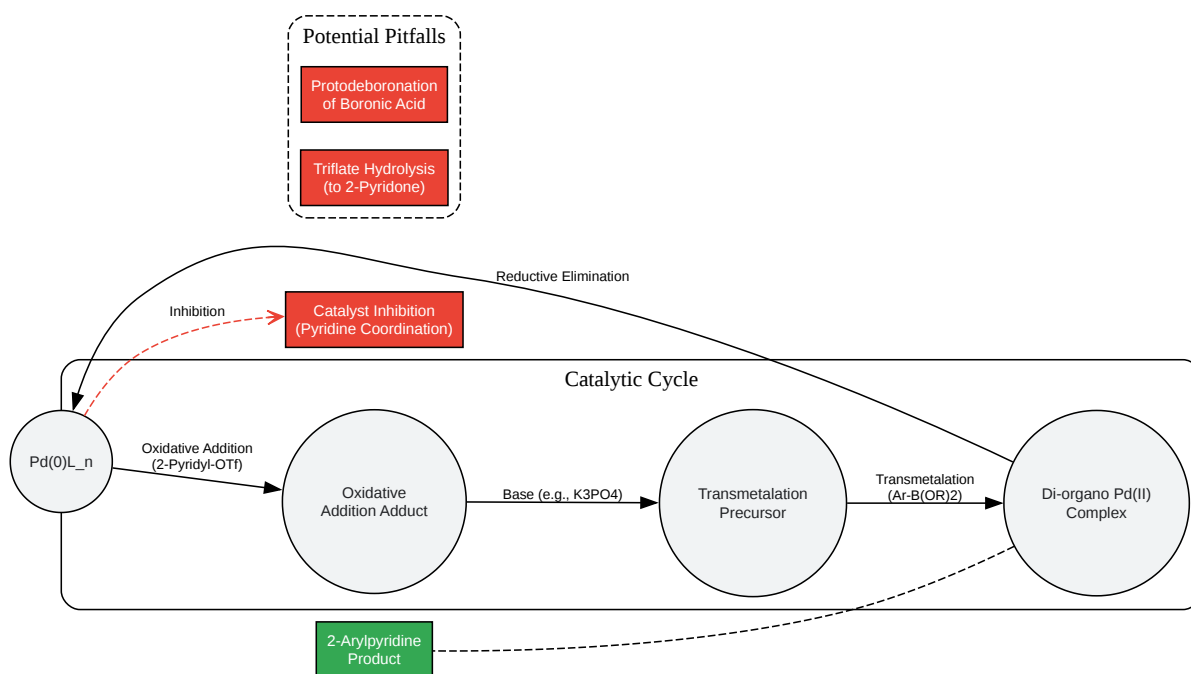 Potential Pitfalls
Protodeboronation
of Boronic Acid
Triflate Hydrolysis
(to 2-Pyridone)
Reductive Elimination
Inhibition
Catalyst Inhibition
(Pyridine Coordination)
Catalytic Cycle
Pd(0)L_n
Oxidative Addition
(2-Pyridyl-OTf)
Oxidative
Addition Adduct
Base (e.g., K3PO4)
Transmetalation
Precursor
Transmetalation
(Ar-B(OR)2)
Di-organo Pd(II)
Complex
2-Arylpyridine
Product